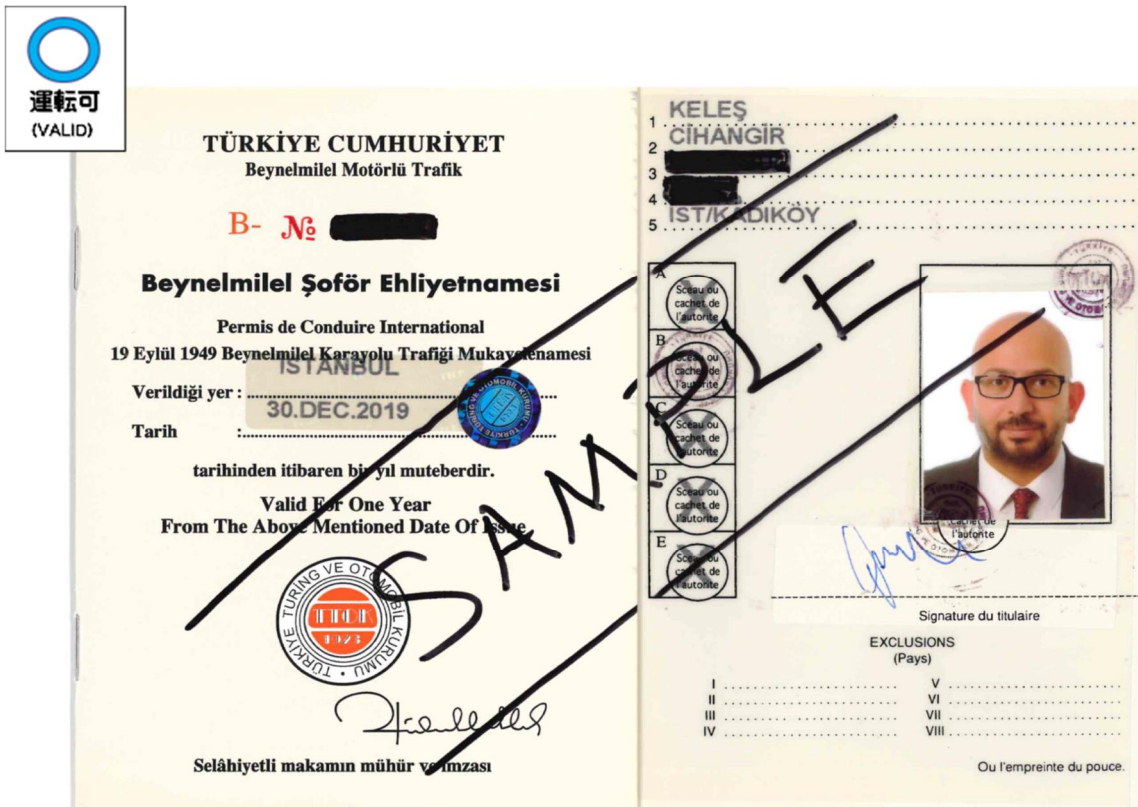 運転可
(VALID)
TÜRKİYE CUMHURİYET
Beynelmilel Motörlü Trafik
B- №
Beynelmilel Şoför Ehliyetnamesi
Permis de Conduire International
19 Eylül 1949 Beynelmilel Karayolu Trafiği Mukavelenamesi
Verildiği yer : ISTANBUL
Tarih : 30.DEC.2019
tarihinden itibaren bir yıl muteberdir.
Valid For One Year
From The Above Mentioned Date Of Issue
TÜRKİYE TURING VE OTOMOBİL KURUMU
TTOK
1923
Selâhiyetli makamın mühür ve imzası
SAMPLE
1 KELEŞ
2 CİHANGİR
3
4
5 İST/KADIKÖY
A
Sceau ou
cachet de
l'autorite
B
Sceau ou
cachet de
l'autorite
C
Sceau ou
cachet de
l'autorite
D
Sceau ou
cachet de
l'autorite
E
Sceau ou
cachet de
l'autorite
cachet de
l'autorite
Signature du titulaire
EXCLUSIONS
(Pays)
I
II
III
IV
V
VI
VII
VIII
Ou l'empreinte du pouce.